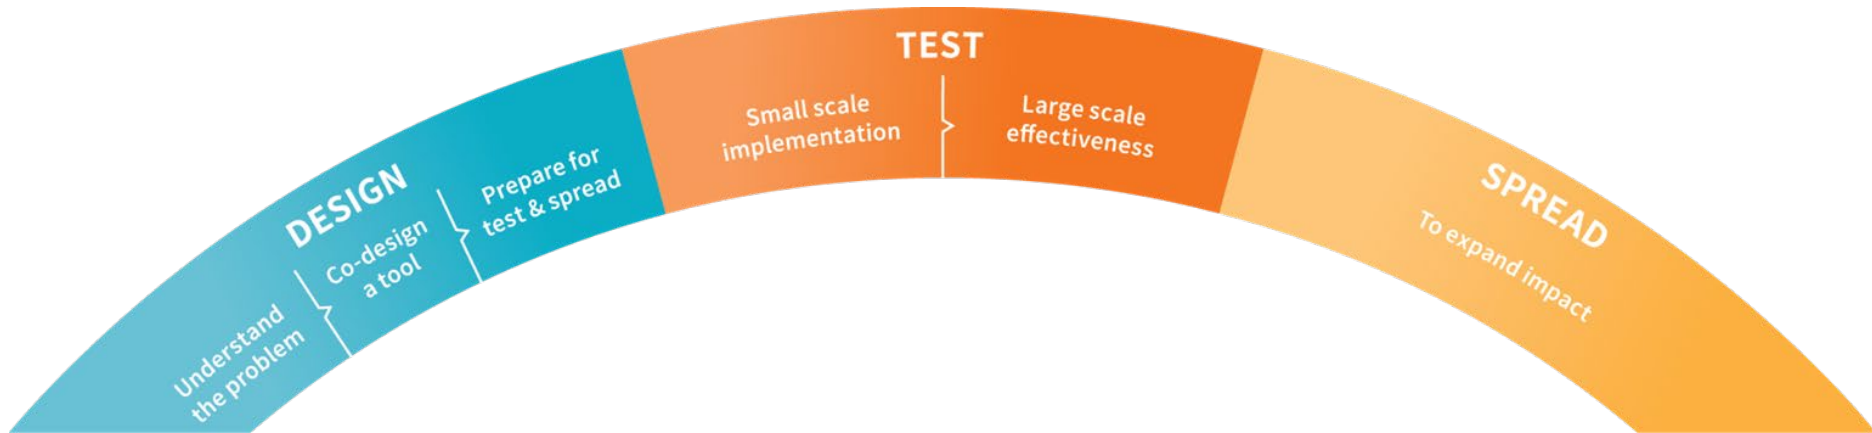 DESIGN
Understand
the problem
Co-design
a tool
Prepare for
test & spread
TEST
Small scale
implementation
Large scale
effectiveness
SPREAD
To expand impact